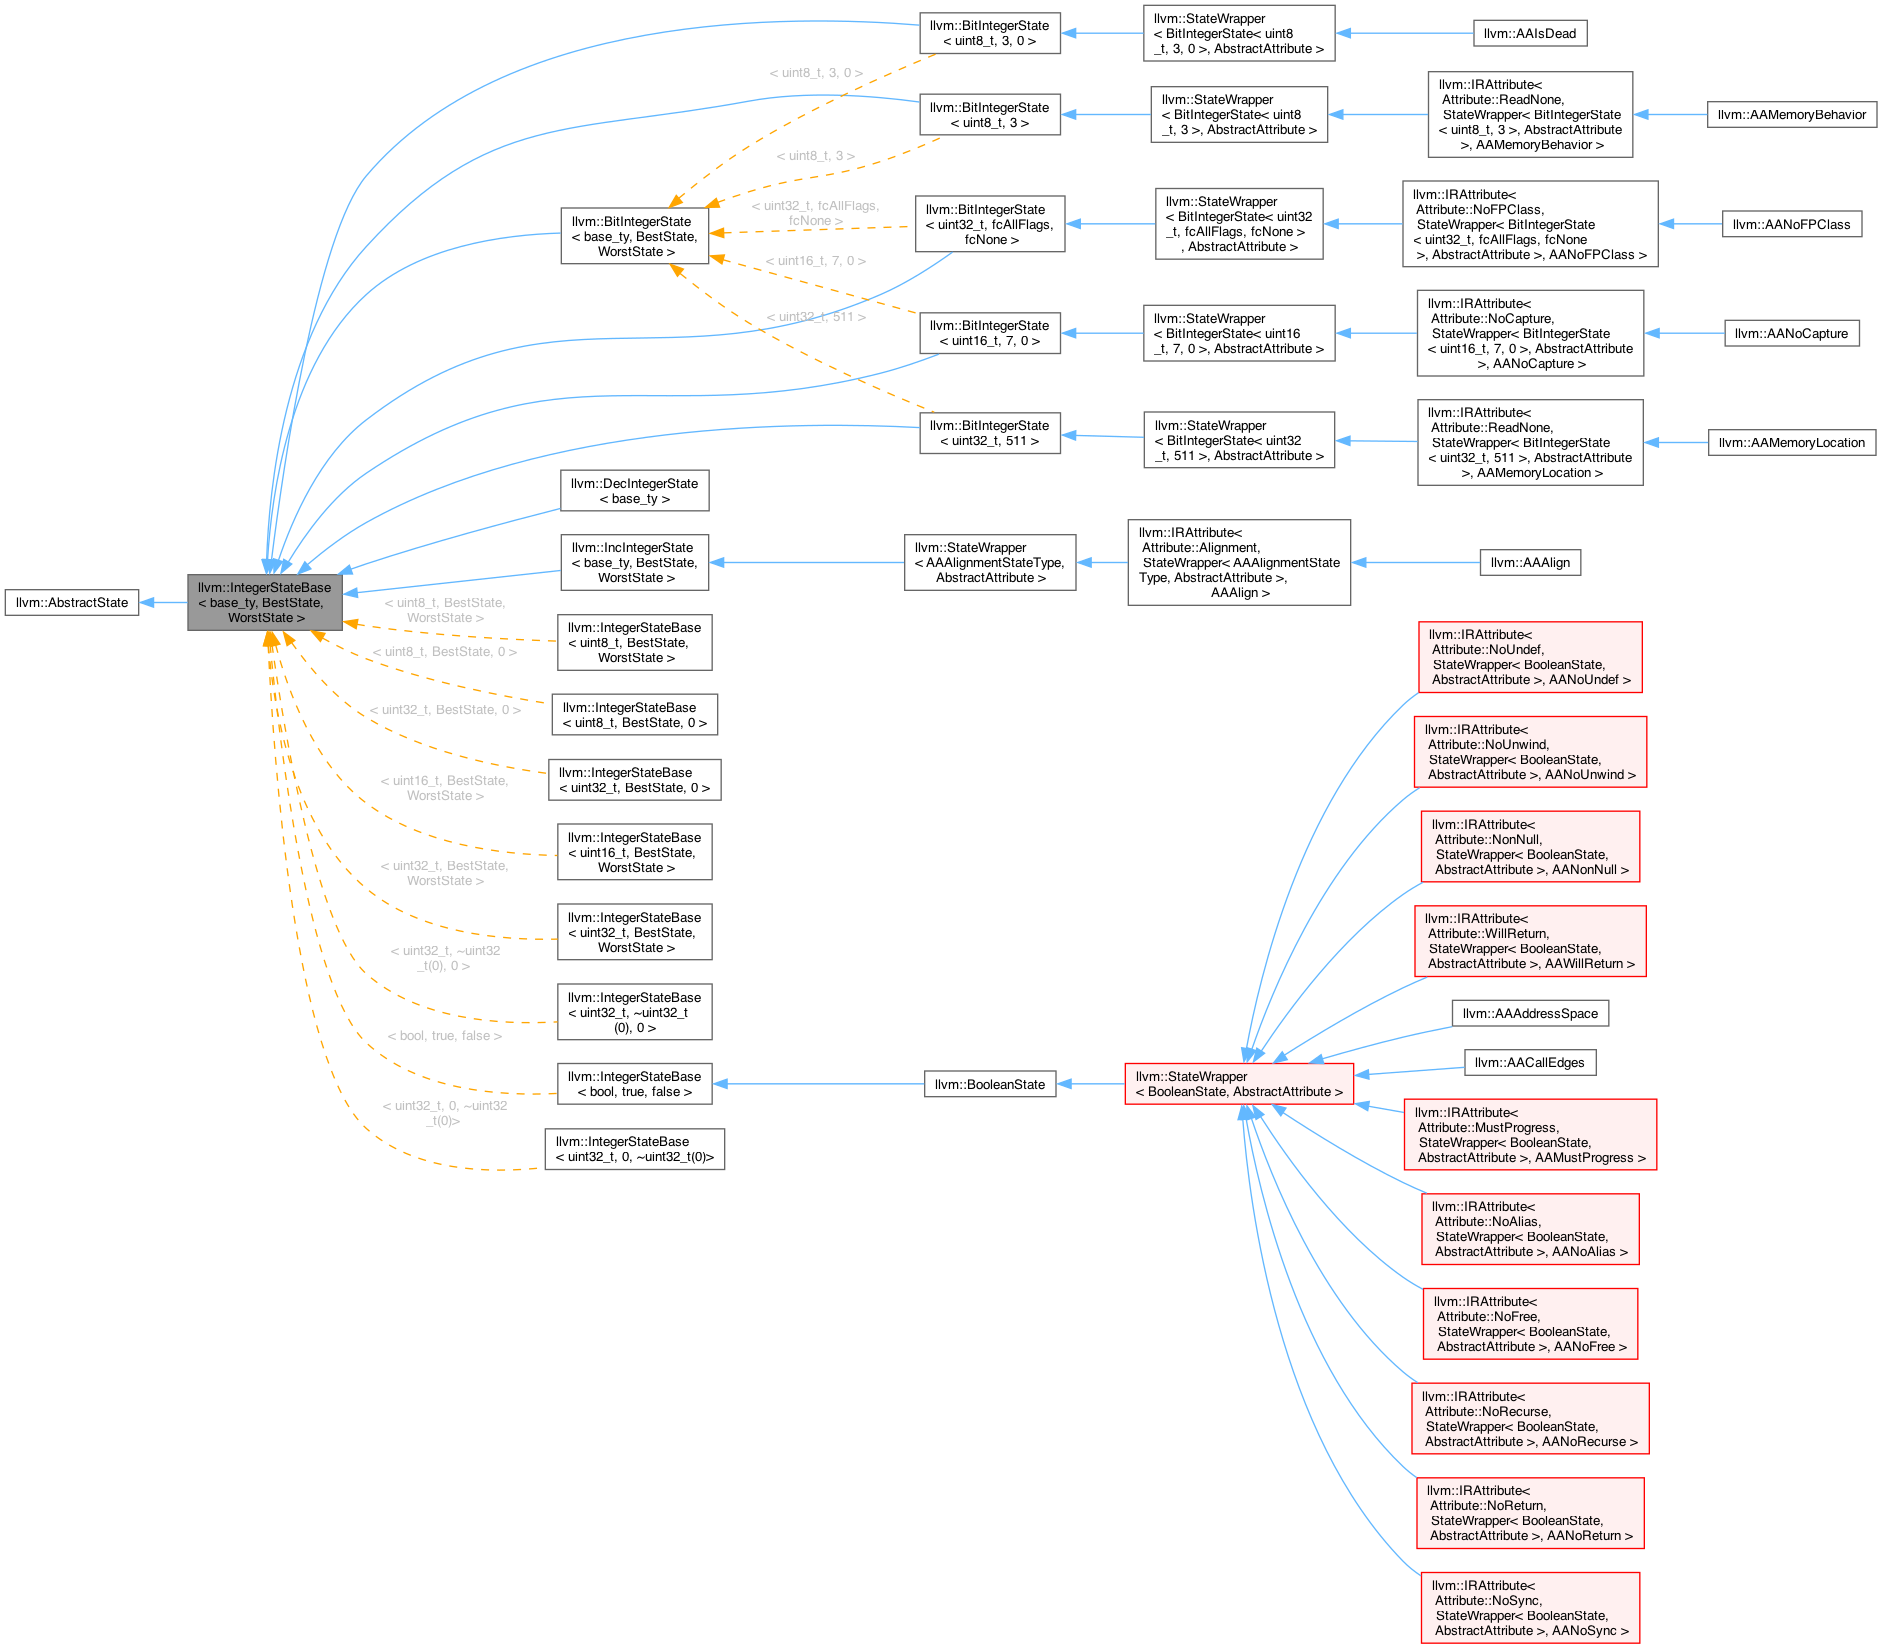 llvm::AbstractState
llvm::IntegerStateBase
< base_ty, BestState,
WorstState >
llvm::BitIntegerState
< base_ty, BestState,
WorstState >
llvm::DecIntegerState
< base_ty >
llvm::IncIntegerState
< base_ty, BestState,
WorstState >
< uint8_t, BestState,
WorstState >
llvm::IntegerStateBase
< uint8_t, BestState,
WorstState >
< uint8_t, BestState, 0 >
llvm::IntegerStateBase
< uint8_t, BestState, 0 >
< uint32_t, BestState, 0 >
llvm::IntegerStateBase
< uint32_t, BestState, 0 >
< uint16_t, BestState,
WorstState >
llvm::IntegerStateBase
< uint16_t, BestState,
WorstState >
< uint32_t, BestState,
WorstState >
llvm::IntegerStateBase
< uint32_t, BestState,
WorstState >
< uint32_t, ~uint32
_t(0), 0 >
llvm::IntegerStateBase
< uint32_t, ~uint32_t
(0), 0 >
< bool, true, false >
llvm::IntegerStateBase
< bool, true, false >
< uint32_t, 0, ~uint32
_t(0)>
llvm::IntegerStateBase
< uint32_t, 0, ~uint32_t(0)>
< uint8_t, 3, 0 >
< uint8_t, 3 >
< uint32_t, fcAllFlags,
fcNone >
< uint16_t, 7, 0 >
< uint32_t, 511 >
llvm::BitIntegerState
< uint8_t, 3, 0 >
llvm::StateWrapper
< BitIntegerState< uint8
_t, 3, 0 >, AbstractAttribute >
llvm::AAIsDead
llvm::BitIntegerState
< uint8_t, 3 >
llvm::StateWrapper
< BitIntegerState< uint8
_t, 3 >, AbstractAttribute >
llvm::IRAttribute<
Attribute::ReadNone,
StateWrapper< BitIntegerState
< uint8_t, 3 >, AbstractAttribute
>, AAMemoryBehavior >
llvm::AAMemoryBehavior
llvm::BitIntegerState
< uint32_t, fcAllFlags,
fcNone >
llvm::StateWrapper
< BitIntegerState< uint32
_t, fcAllFlags, fcNone >
, AbstractAttribute >
llvm::IRAttribute<
Attribute::NoFPClass,
StateWrapper< BitIntegerState
< uint32_t, fcAllFlags, fcNone
>, AbstractAttribute >, AANoFPClass >
llvm::AANoFPClass
llvm::BitIntegerState
< uint16_t, 7, 0 >
llvm::StateWrapper
< BitIntegerState< uint16
_t, 7, 0 >, AbstractAttribute >
llvm::IRAttribute<
Attribute::NoCapture,
StateWrapper< BitIntegerState
< uint16_t, 7, 0 >, AbstractAttribute
>, AANoCapture >
llvm::AANoCapture
llvm::BitIntegerState
< uint32_t, 511 >
llvm::StateWrapper
< BitIntegerState< uint32
_t, 511 >, AbstractAttribute >
llvm::IRAttribute<
Attribute::ReadNone,
StateWrapper< BitIntegerState
< uint32_t, 511 >, AbstractAttribute
>, AAMemoryLocation >
llvm::AAMemoryLocation
llvm::StateWrapper
< AAAlignmentStateType,
AbstractAttribute >
llvm::IRAttribute<
Attribute::Alignment,
StateWrapper< AAAlignmentState
Type, AbstractAttribute >,
AAAlign >
llvm::AAAlign
llvm::BooleanState
llvm::StateWrapper
< BooleanState, AbstractAttribute >
llvm::IRAttribute<
Attribute::NoUndef,
StateWrapper< BooleanState,
AbstractAttribute >, AANoUndef >
llvm::IRAttribute<
Attribute::NoUnwind,
StateWrapper< BooleanState,
AbstractAttribute >, AANoUnwind >
llvm::IRAttribute<
Attribute::NonNull,
StateWrapper< BooleanState,
AbstractAttribute >, AANonNull >
llvm::IRAttribute<
Attribute::WillReturn,
StateWrapper< BooleanState,
AbstractAttribute >, AAWillReturn >
llvm::AAAddressSpace
llvm::AACallEdges
llvm::IRAttribute<
Attribute::MustProgress,
StateWrapper< BooleanState,
AbstractAttribute >, AAMustProgress >
llvm::IRAttribute<
Attribute::NoAlias,
StateWrapper< BooleanState,
AbstractAttribute >, AANoAlias >
llvm::IRAttribute<
Attribute::NoFree,
StateWrapper< BooleanState,
AbstractAttribute >, AANoFree >
llvm::IRAttribute<
Attribute::NoRecurse,
StateWrapper< BooleanState,
AbstractAttribute >, AANoRecurse >
llvm::IRAttribute<
Attribute::NoReturn,
StateWrapper< BooleanState,
AbstractAttribute >, AANoReturn >
llvm::IRAttribute<
Attribute::NoSync,
StateWrapper< BooleanState,
AbstractAttribute >, AANoSync >